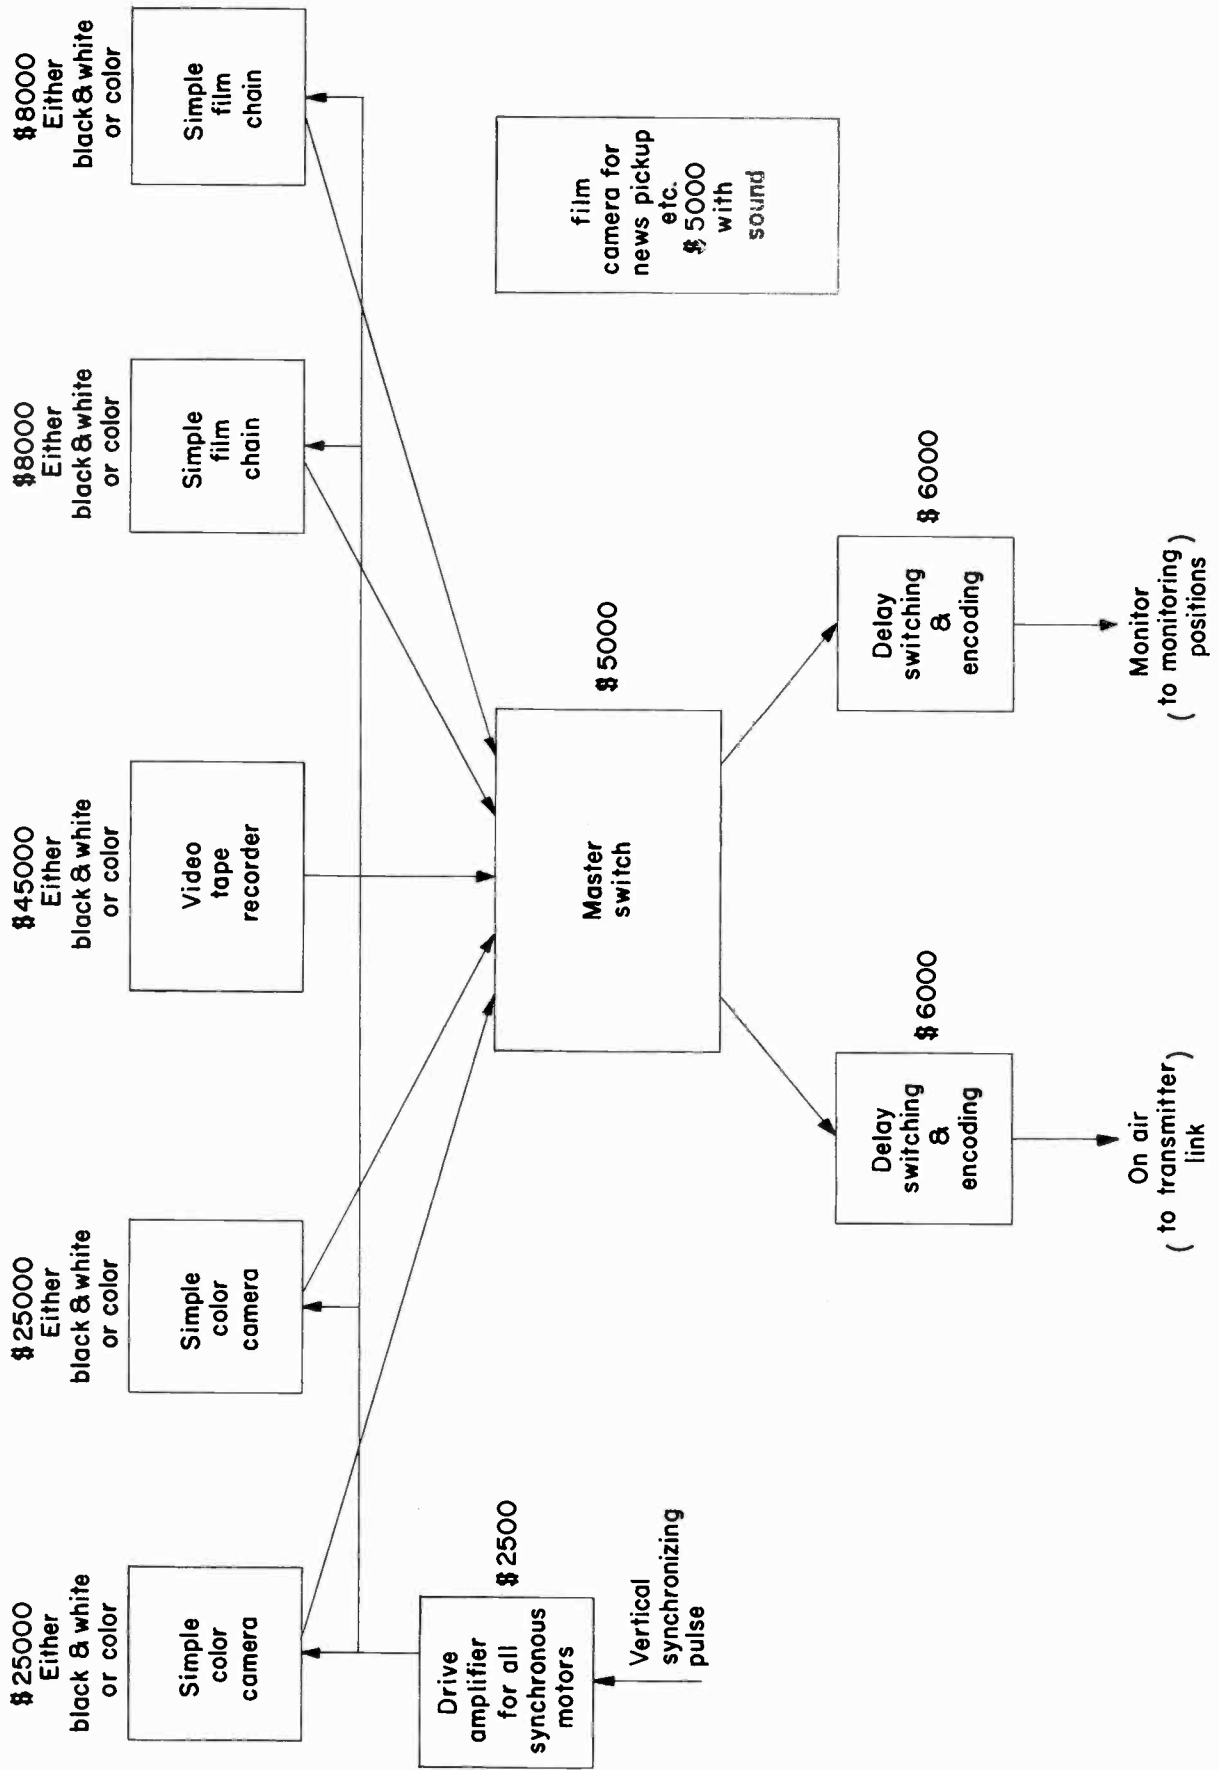 $25000
Either
black & white
or color
Simple
color
camera
$25000
Either
black & white
or color
Simple
color
camera
$45000
Either
black & white
or color
Video
tape
recorder
$8000
Either
black & white
or color
Simple
film
chain
$8000
Either
black & white
or color
Simple
film
chain
Drive
amplifier
for all
synchronous
motors
$2500
Vertical
synchronizing
pulse
Master
switch
$5000
film
camera for
news pickup
etc.
$5000
with
sound
Delay
switching
&
encoding
$6000
On air
(to transmitter)
link
Delay
switching
&
encoding
$6000
Monitor
(to monitoring)
positions